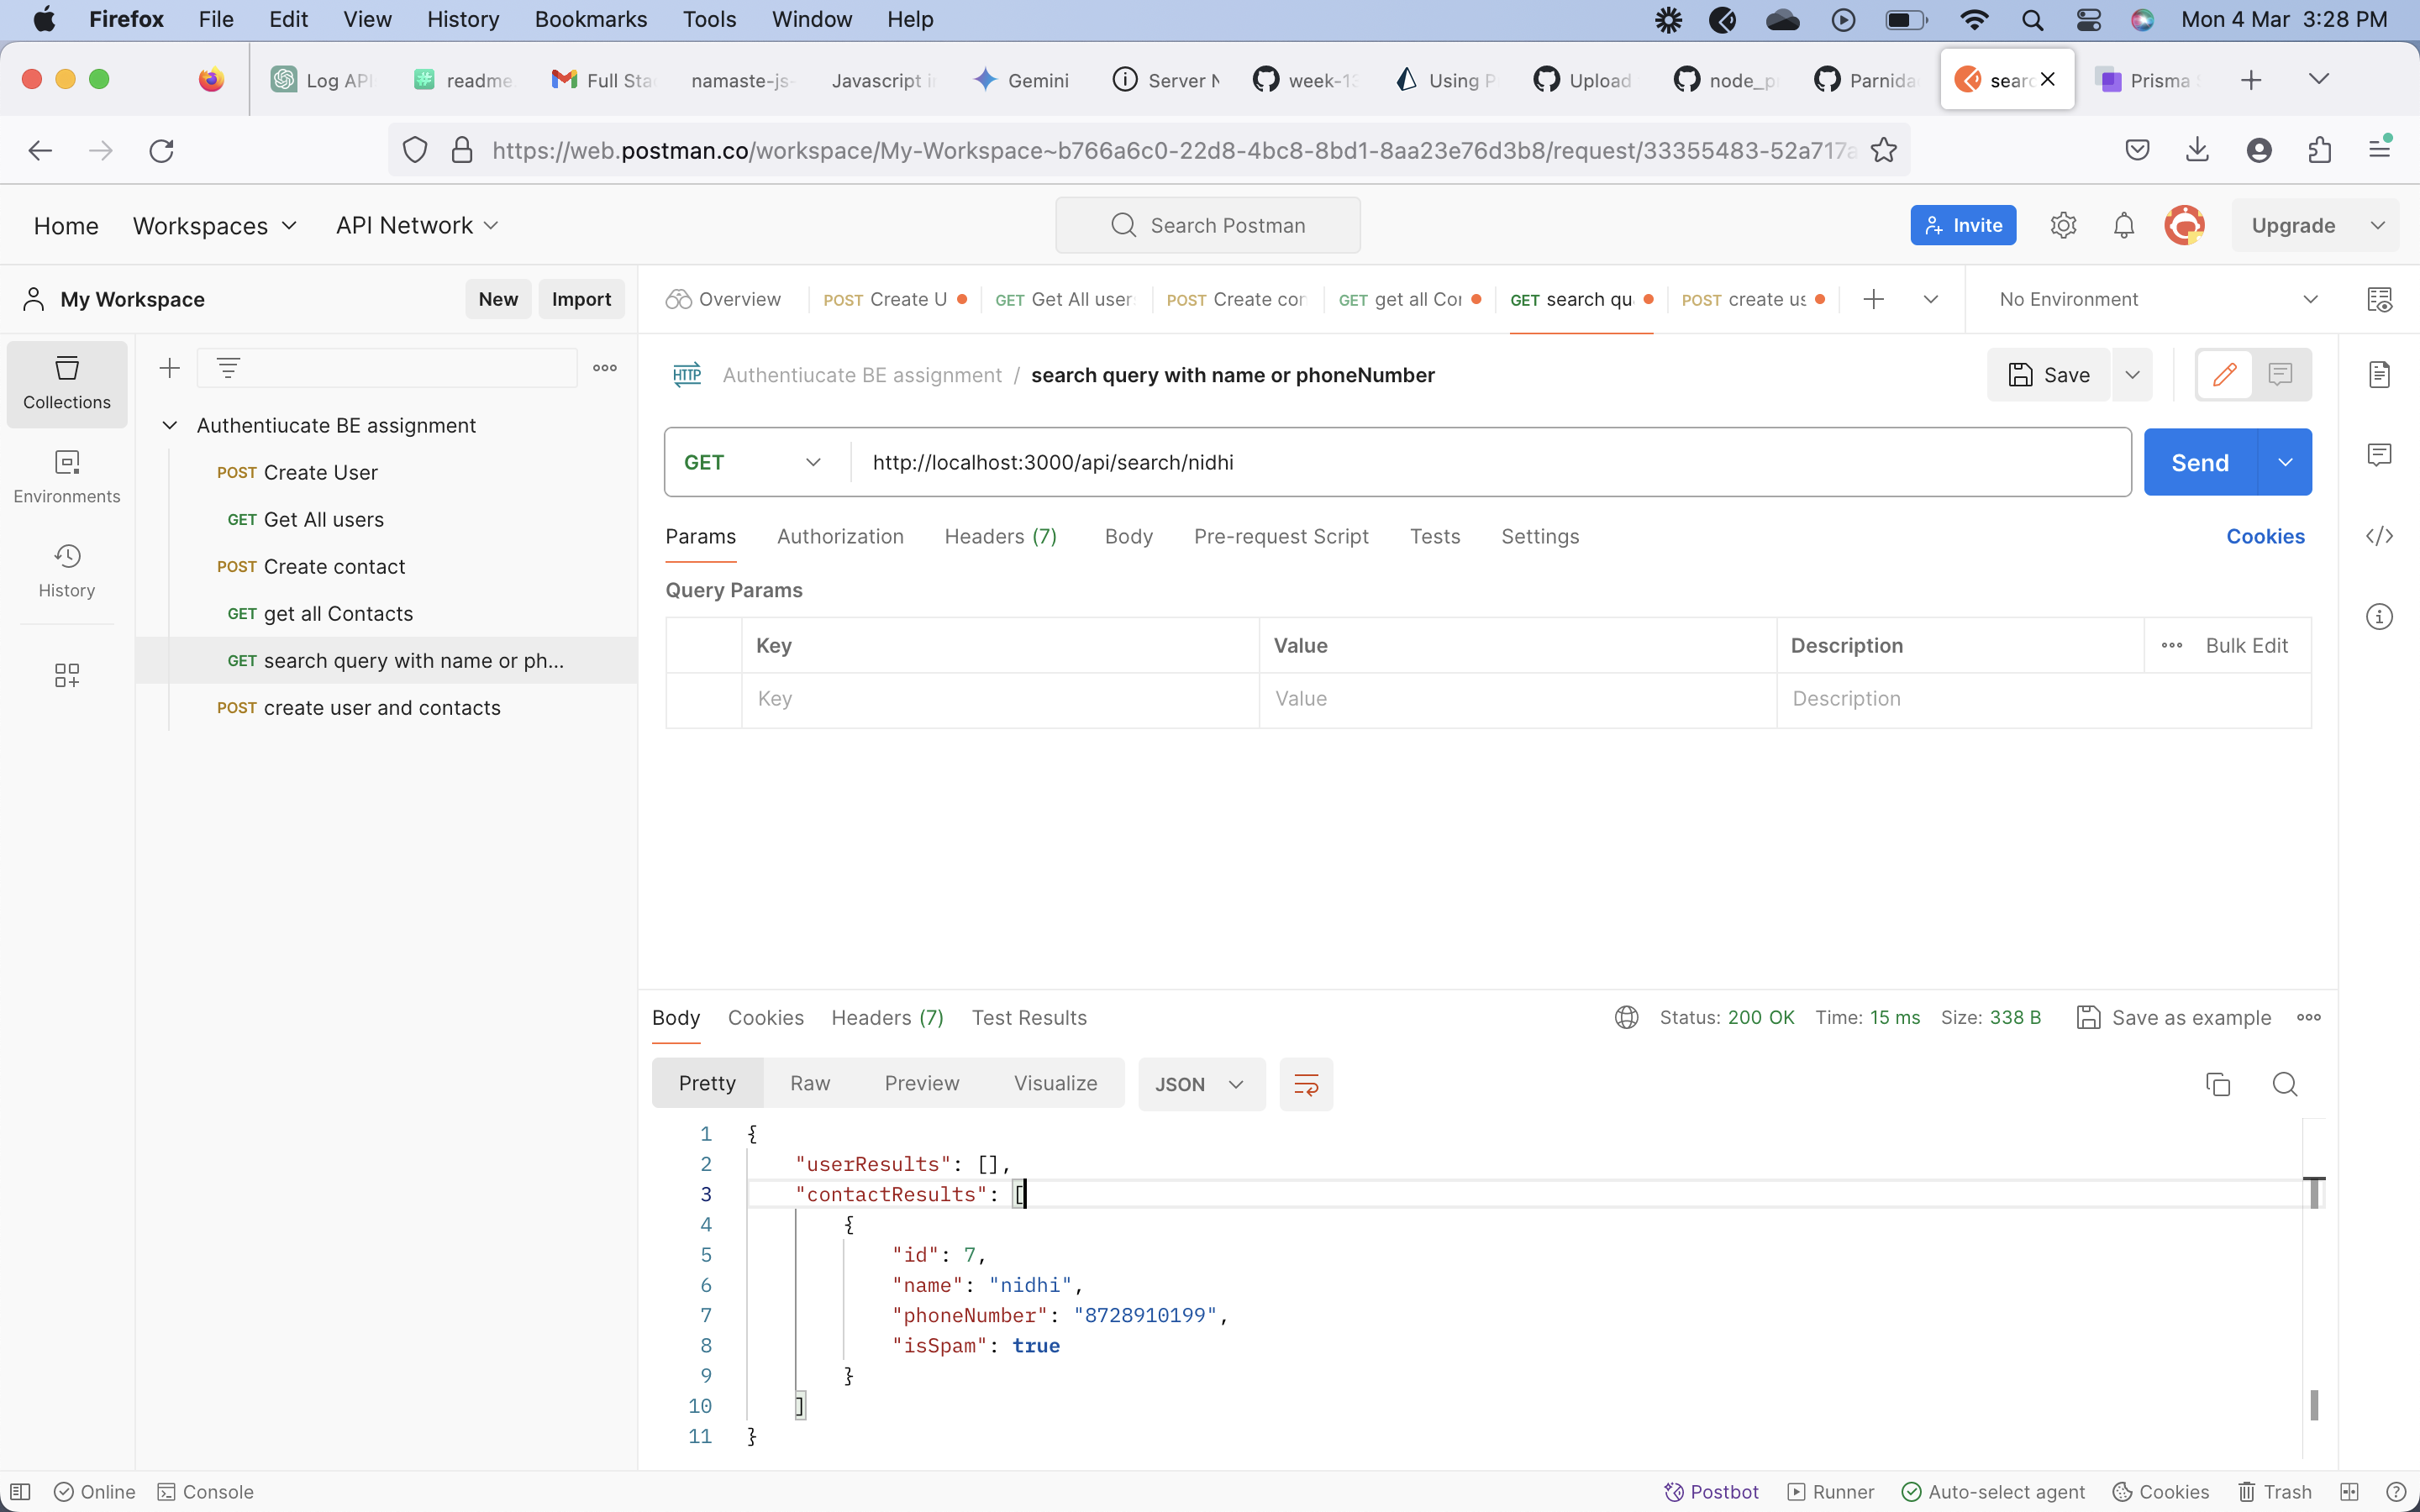 Firefox File Edit View History Bookmarks Tools Window Help Mon 4 Mar 3:28 PM
Log API readme Full Sta namaste-js- Javascript i Gemini Server N week-13 Using P Upload node_p Parnida sear Prisma S
https://web.postman.co/workspace/My-Workspace~b766a6c0-22d8-4bc8-8bd1-8aa23e76d3b8/request/33355483-52a717a
Home Workspaces API Network Search Postman Invite Upgrade
My Workspace New Import Overview POST Create U GET Get All user POST Create cor GET get all Cor GET search qu POST create us No Environment
Collections
Environments
History
Authentiucate BE assignment
POST Create User
GET Get All users
POST Create contact
GET get all Contacts
GET search query with name or ph...
POST create user and contacts
HTTP Authentiucate BE assignment / search query with name or phoneNumber Save
GET http://localhost:3000/api/search/nidhi Send
Params Authorization Headers (7) Body Pre-request Script Tests Settings Cookies
Query Params
Key Value Description Bulk Edit
Key Value Description
Body Cookies Headers (7) Test Results Status: 200 OK Time: 15 ms Size: 338 B Save as example
Pretty Raw Preview Visualize JSON
1 {
2 "userResults": [],
3 "contactResults": [
4 {
5 "id": 7,
6 "name": "nidhi",
7 "phoneNumber": "8728910199",
8 "isSpam": true
9 }
10 ]
11 }
Online Console Postbot Runner Auto-select agent Cookies Trash